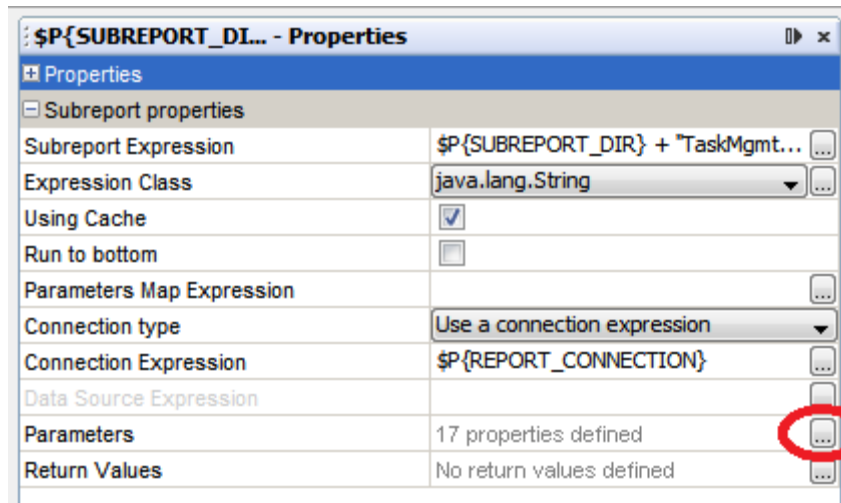 $P{SUBREPORT_DI... - Properties
Properties
Subreport properties
Subreport Expression $P{SUBREPORT_DIR} + "TaskMgmt... ...
Expression Class java.lang.String ...
Using Cache
Run to bottom
Parameters Map Expression ...
Connection type Use a connection expression
Connection Expression $P{REPORT_CONNECTION} ...
Data Source Expression ...
Parameters 17 properties defined ...
Return Values No return values defined ...